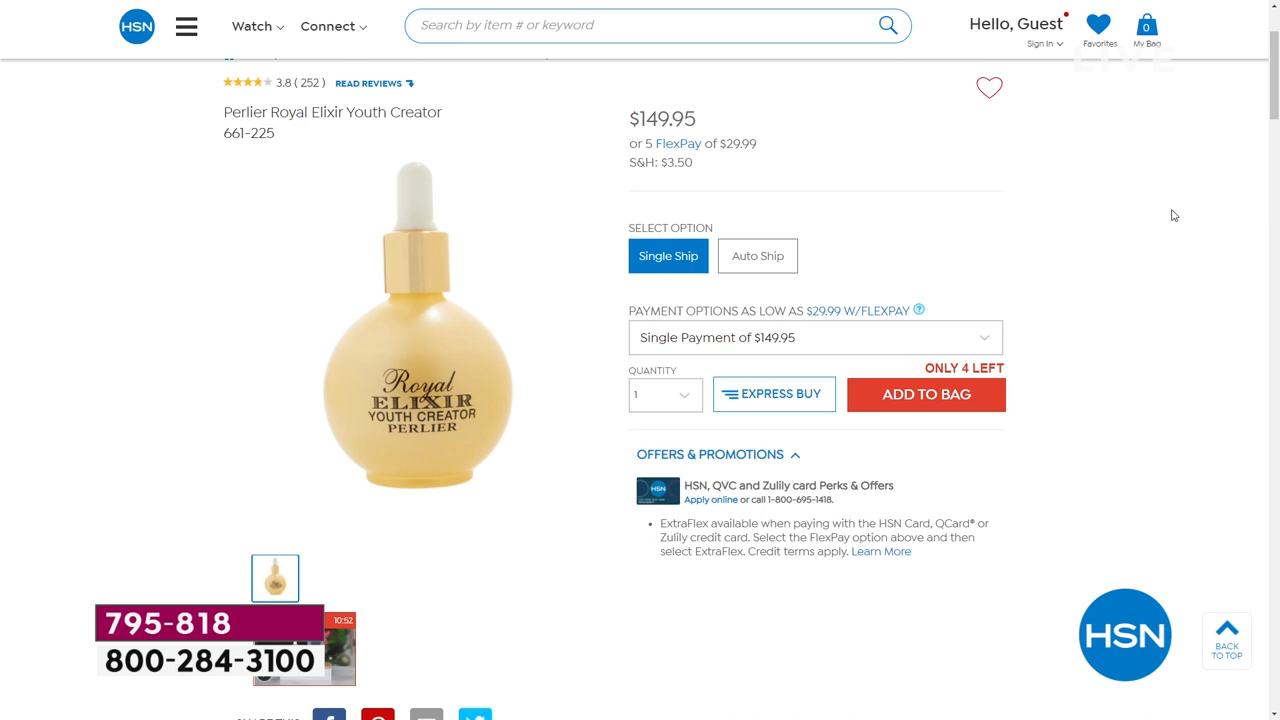 HSN
Watch
Connect
Search by item # or keyword
Hello, Guest
Sign In
Favorites
0
My Bag
LIVE
3.8 ( 252 )
READ REVIEWS
Perlier Royal Elixir Youth Creator
661-225
$149.95
or 5 FlexPay of $29.99
S&H: $3.50
SELECT OPTION
Single Ship
Auto Ship
PAYMENT OPTIONS AS LOW AS $29.99 W/FLEXPAY ?
Single Payment of $149.95
ONLY 4 LEFT
QUANTITY
1
EXPRESS BUY
ADD TO BAG
Royal
ELIXIR
YOUTH CREATOR
PERLIER
OFFERS & PROMOTIONS
HSN
HSN, QVC and Zulily card Perks & Offers
Apply online or call 1-800-695-1418.
• ExtraFlex available when paying with the HSN Card, QCard® or
Zulily credit card. Select the FlexPay option above and then
select ExtraFlex. Credit terms apply. Learn More
795-818
10:52
800-284-3100
HSN
BACK
TO TOP